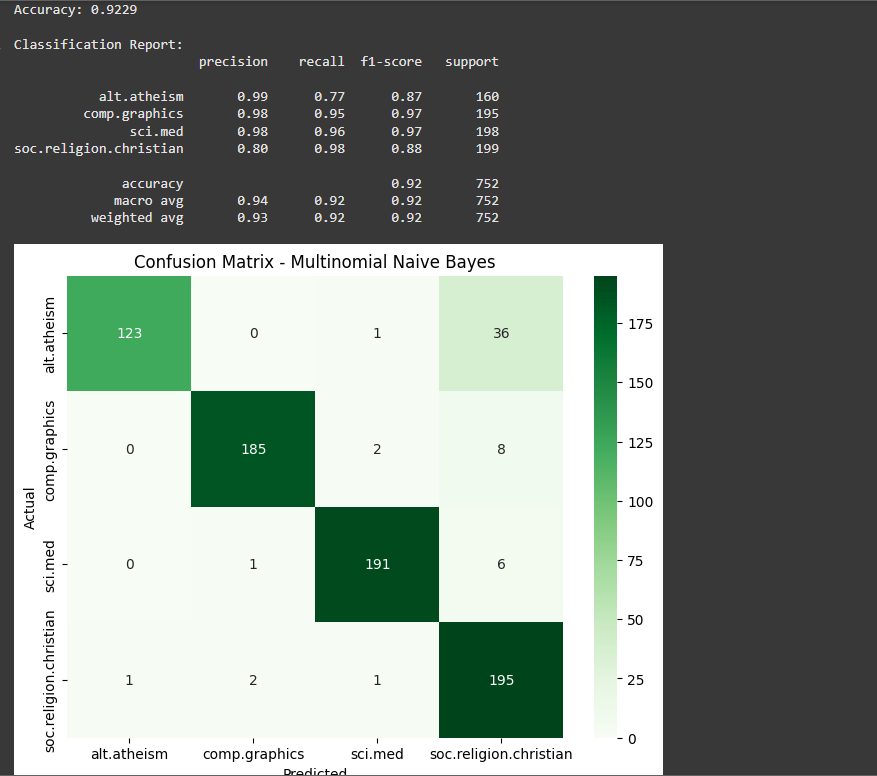 Accuracy: 0.9229
Classification Report:
precision recall f1-score support
alt.atheism 0.99 0.77 0.87 160
comp.graphics 0.98 0.95 0.97 195
sci.med 0.98 0.96 0.97 198
soc.religion.christian 0.80 0.98 0.88 199
accuracy 0.92 752
macro avg 0.94 0.92 0.92 752
weighted avg 0.93 0.92 0.92 752
Confusion Matrix - Multinomial Naive Bayes
Actual
alt.atheism
123 0 1 36
comp.graphics
0 185 2 8
sci.med
0 1 191 6
soc.religion.christian
1 2 1 195
alt.atheism comp.graphics sci.med soc.religion.christian
Predicted
175
150
125
100
75
50
25
0